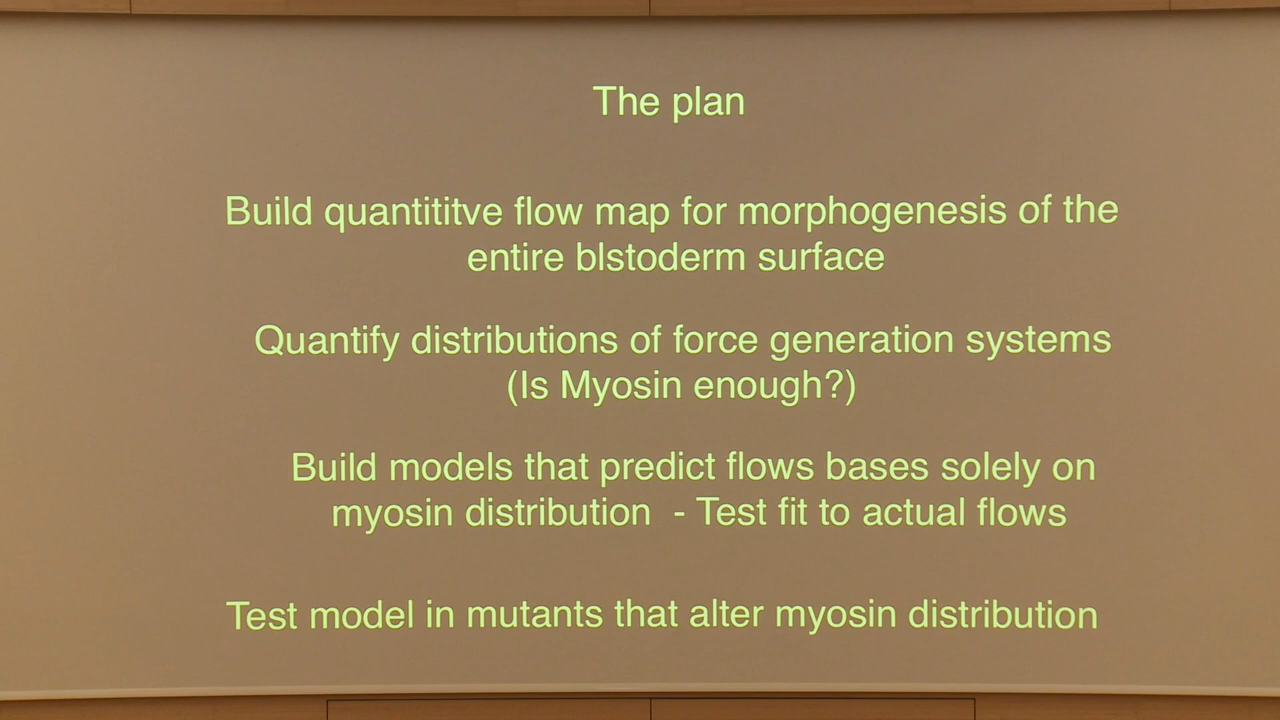 The plan
Build quantititve flow map for morphogenesis of the
entire blstoderm surface
Quantify distributions of force generation systems
(Is Myosin enough?)
Build models that predict flows bases solely on
myosin distribution - Test fit to actual flows
Test model in mutants that alter myosin distribution